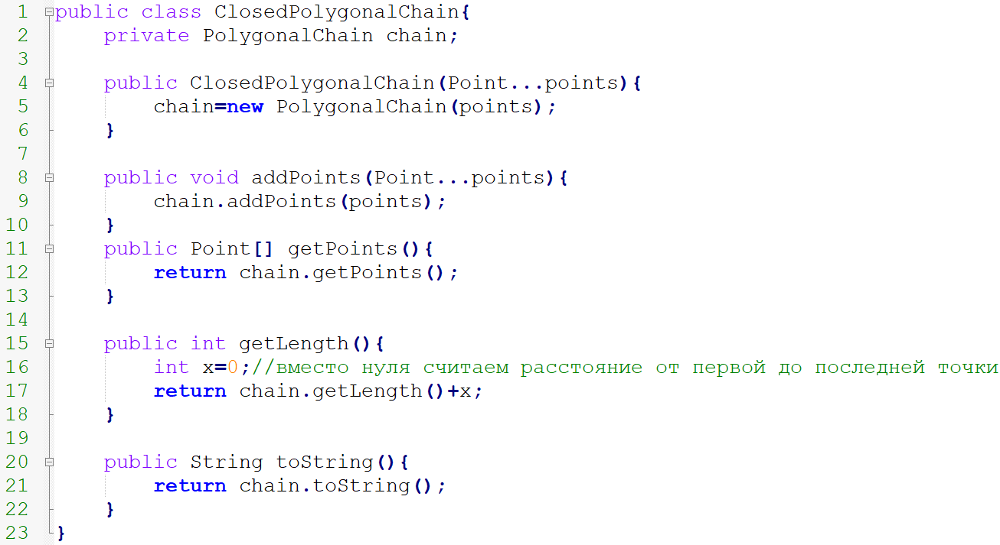 1 public class ClosedPolygonalChain{
2 private PolygonalChain chain;
3
4 public ClosedPolygonalChain(Point...points){
5 chain=new PolygonalChain(points);
6 }
7
8 public void addPoints(Point...points){
9 chain.addPoints(points);
10 }
11 public Point[] getPoints(){
12 return chain.getPoints();
13 }
14
15 public int getLength(){
16 int x=0;//вместо нуля считаем расстояние от первой до последней точки
17 return chain.getLength()+x;
18 }
19
20 public String toString(){
21 return chain.toString();
22 }
23 }